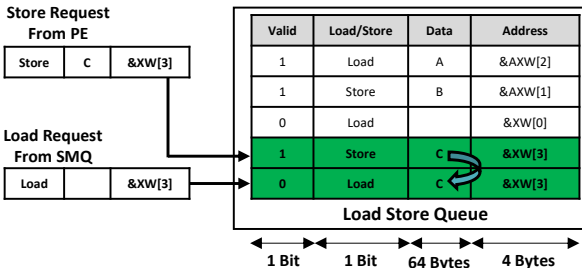 Store Request
From PE
Store C &XW[3]
Load Request
From SMQ
Load &XW[3]
Valid Load/Store Data Address
1 Load A &AXW[2]
1 Store B &AXW[1]
0 Load &XW[0]
1 Store C &XW[3]
0 Load C &XW[3]
Load Store Queue
1 Bit 1 Bit 64 Bytes 4 Bytes